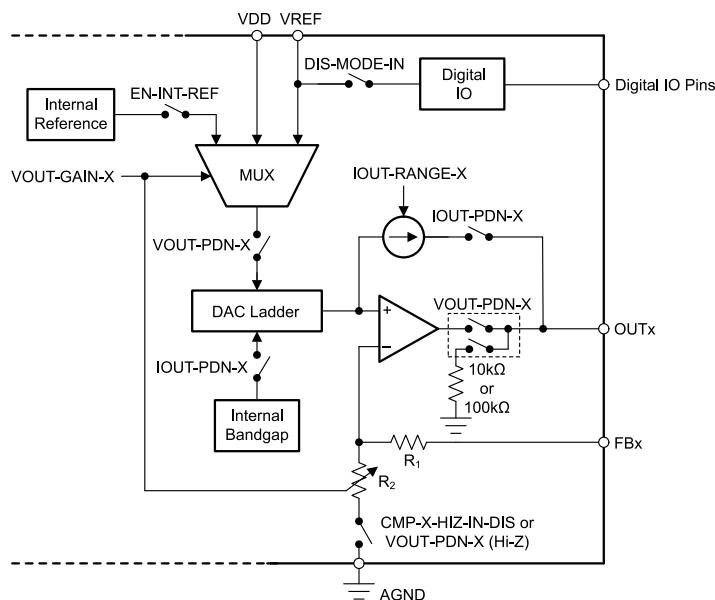 VDD VREF
DIS-MODE-IN
Digital
IO
Digital IO Pins
EN-INT-REF
Internal
Reference
MUX
VOUT-GAIN-X
IOUT-RANGE-X
IOUT-PDN-X
VOUT-PDN-X
DAC Ladder
VOUT-PDN-X
+
−
OUTx
IOUT-PDN-X
10kΩ
or
100kΩ
Internal
Bandgap
FBx
R1
R2
CMP-X-HIZ-IN-DIS or
VOUT-PDN-X (Hi-Z)
AGND